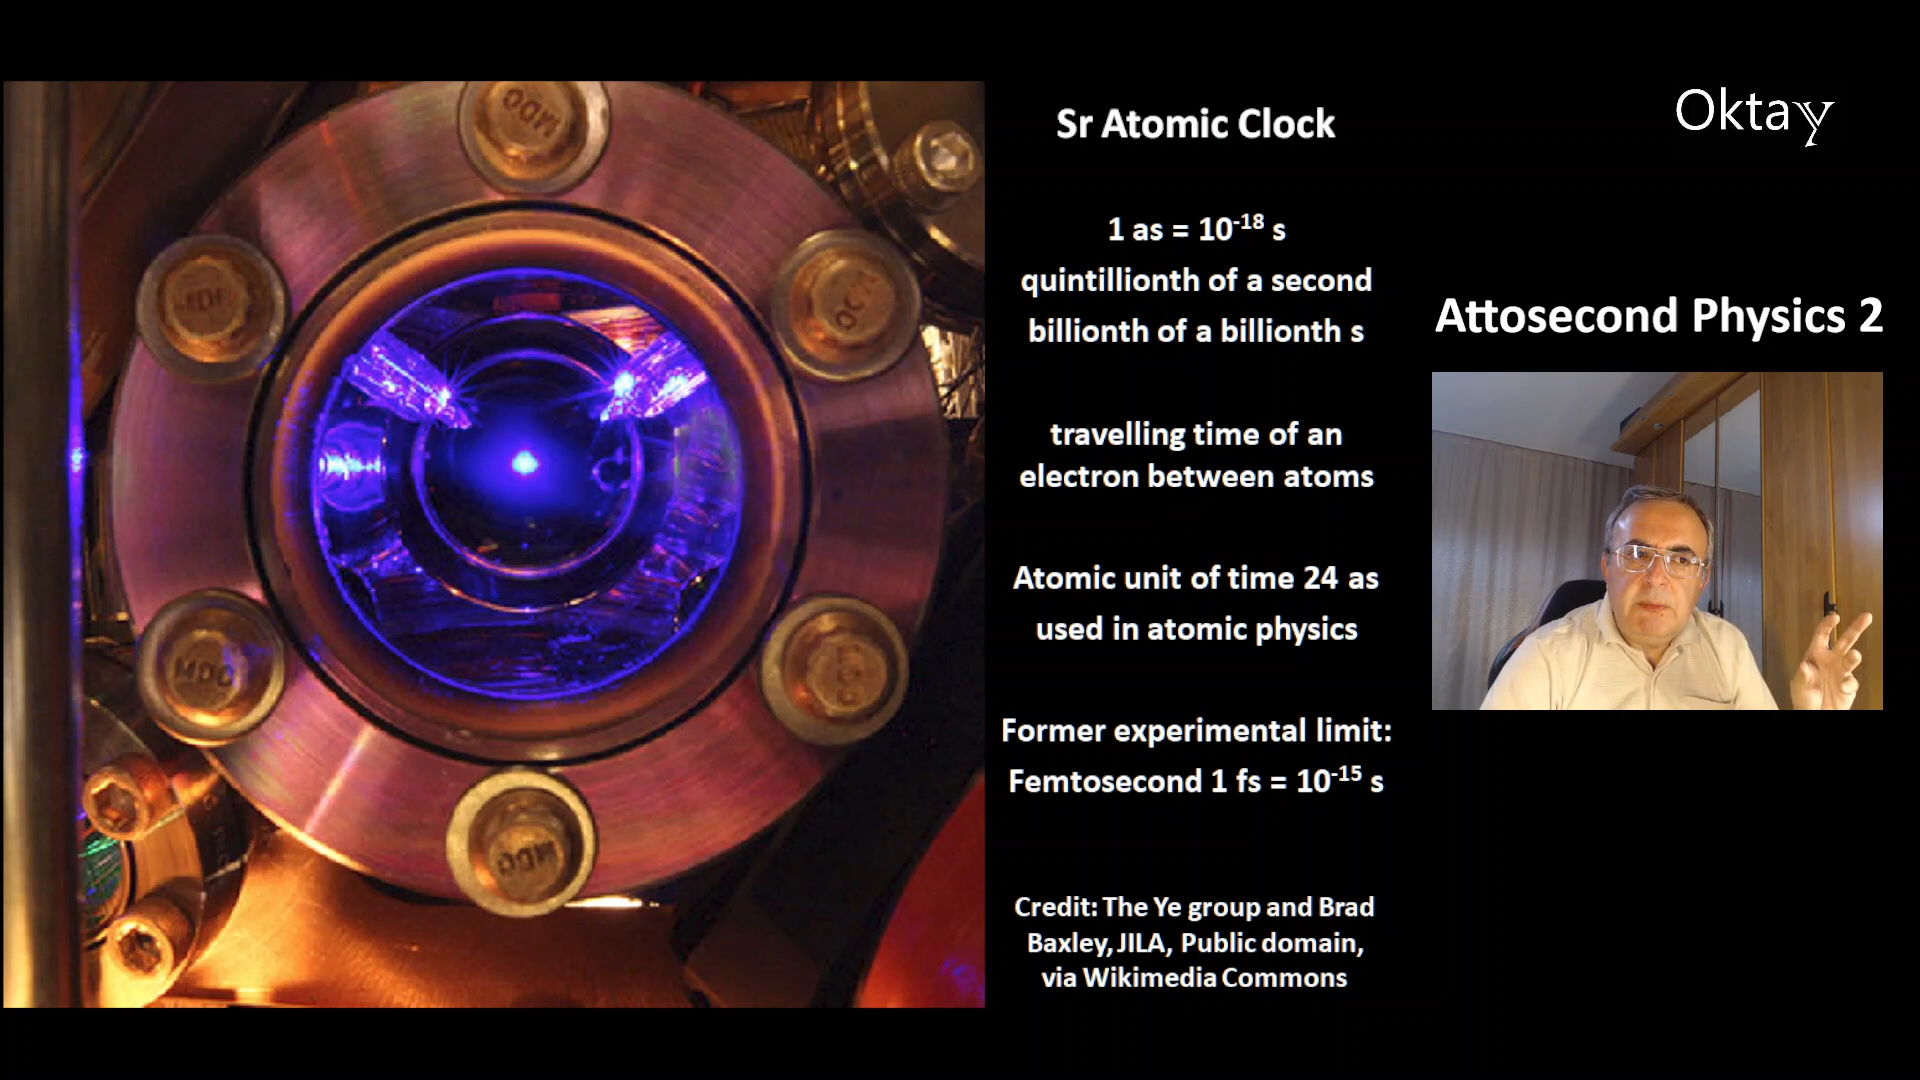 Sr Atomic Clock
1 as = 10⁻¹⁸ s
quintillionth of a second
billionth of a billionth s
travelling time of an
electron between atoms
Atomic unit of time 24 as
used in atomic physics
Former experimental limit:
Femtosecond 1 fs = 10⁻¹⁵ s
Credit: The Ye group and Brad
Baxley, JILA, Public domain,
via Wikimedia Commons
Oktay
Attosecond Physics 2
MDC
MDC